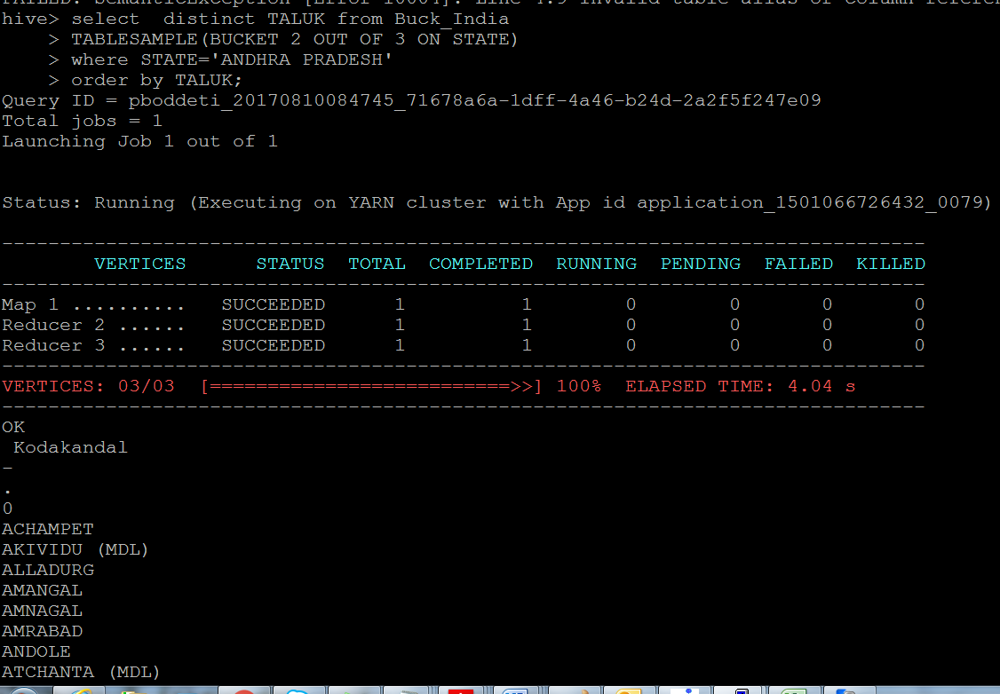 FAILED: SemanticException [Error 10004]: Line 4:9 Invalid table alias or column referen
hive> select  distinct TALUK from Buck_India
    > TABLESAMPLE(BUCKET 2 OUT OF 3 ON STATE)
    > where STATE='ANDHRA PRADESH'
    > order by TALUK;
Query ID = pboddeti_20170810084745_71678a6a-1dff-4a46-b24d-2a2f5f247e09
Total jobs = 1
Launching Job 1 out of 1
Status: Running (Executing on YARN cluster with App id application_1501066726432_0079)
--------------------------------------------------------------------------------
        VERTICES      STATUS  TOTAL  COMPLETED  RUNNING  PENDING  FAILED  KILLED
--------------------------------------------------------------------------------
Map 1 ..........   SUCCEEDED      1          1        0        0       0       0
Reducer 2 ......   SUCCEEDED      1          1        0        0       0       0
Reducer 3 ......   SUCCEEDED      1          1        0        0       0       0
--------------------------------------------------------------------------------
VERTICES: 03/03  [==========================>>] 100%  ELAPSED TIME: 4.04 s
--------------------------------------------------------------------------------
OK
 Kodakandal
-
.
0
ACHAMPET
AKIVIDU (MDL)
ALLADURG
AMANGAL
AMNAGAL
AMRABAD
ANDOLE
ATCHANTA (MDL)